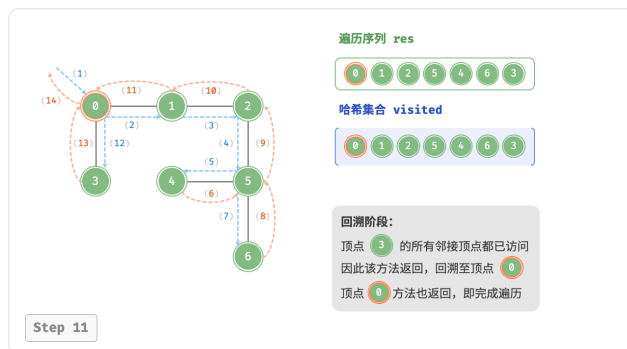 遍历序列 res
0 1 2 5 4 6 3
哈希集合 visited
0 1 2 5 4 6 3
(1)
(14) (11) (10)
0 1 2
(2) (3)
(13) (12) (4) (9)
(5)
3 4 5
(6)
(7) (8)
6
回溯阶段：
顶点 3 的所有邻接顶点都已访问
因此该方法返回，回溯至顶点 0
顶点 0 方法也返回，即完成遍历
Step 11